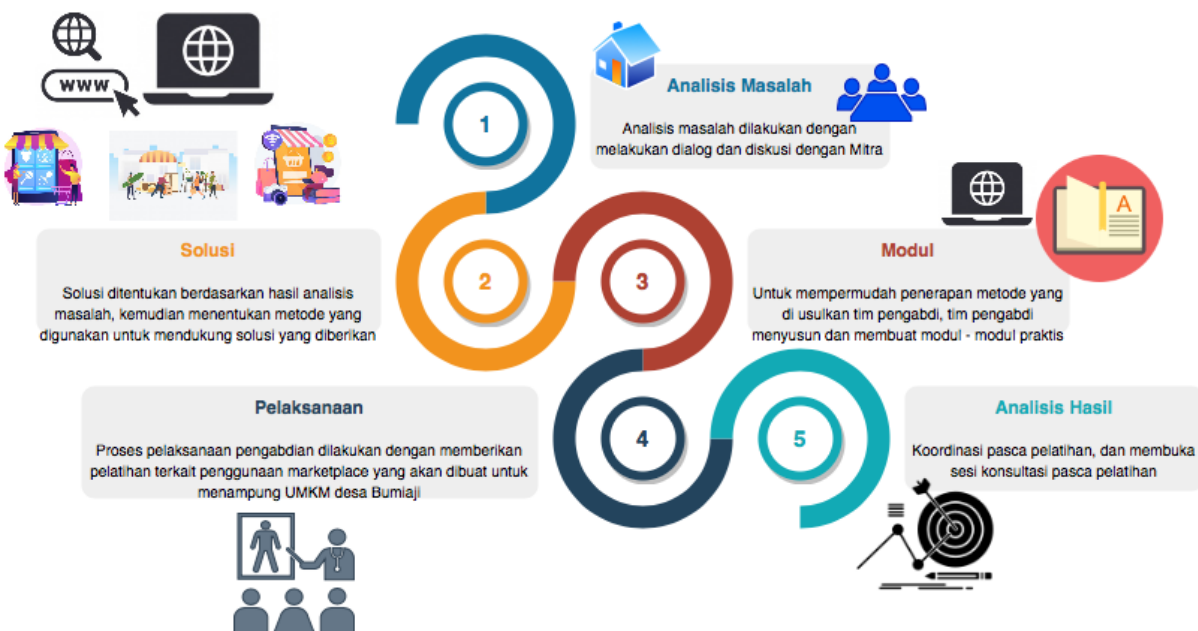 WWW
1
Analisis Masalah
Analisis masalah dilakukan dengan
melakukan dialog dan diskusi dengan Mitra
2
Solusi
Solusi ditentukan berdasarkan hasil analisis
masalah, kemudian menentukan metode yang
digunakan untuk mendukung solusi yang diberikan
3
A
Modul
Untuk mempermudah penerapan metode yang
di usulkan tim pengabdi, tim pengabdi
menyusun dan membuat modul - modul praktis
4
Pelaksanaan
Proses pelaksanaan pengabdian dilakukan dengan memberikan
pelatihan terkait penggunaan marketplace yang akan dibuat untuk
menampung UMKM desa Bumiaji
5
Analisis Hasil
Koordinasi pasca pelatihan, dan membuka
sesi konsultasi pasca pelatihan